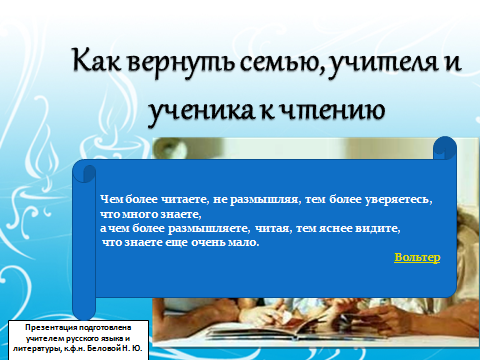 Как вернуть семью, учителя и
ученика к чтению
Чем более читаете, не размышляя, тем более уверяетесь,
что много знаете,
а чем более размышляете, читая, тем яснее видите,
что знаете еще очень мало.
Вольтер
Презентация подготовлена
учителем русского языка и
литературы, к.ф.н. Беловой Н. Ю.